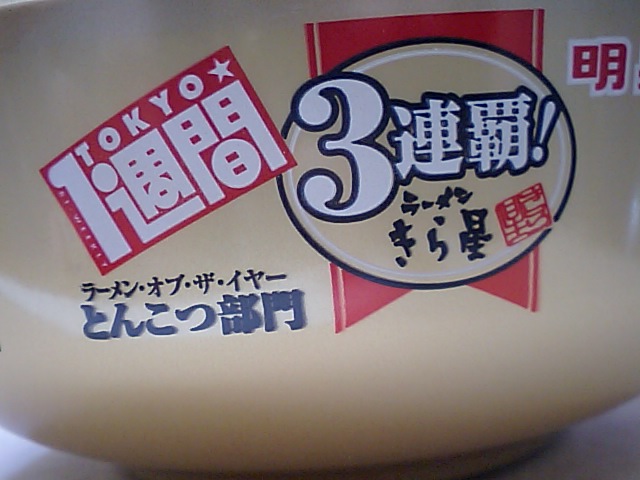 TOKYO★
1週間
3連覇!
ラーメン
きら星
ラーメン・オブ・ザ・イヤー
とんこつ部門
明